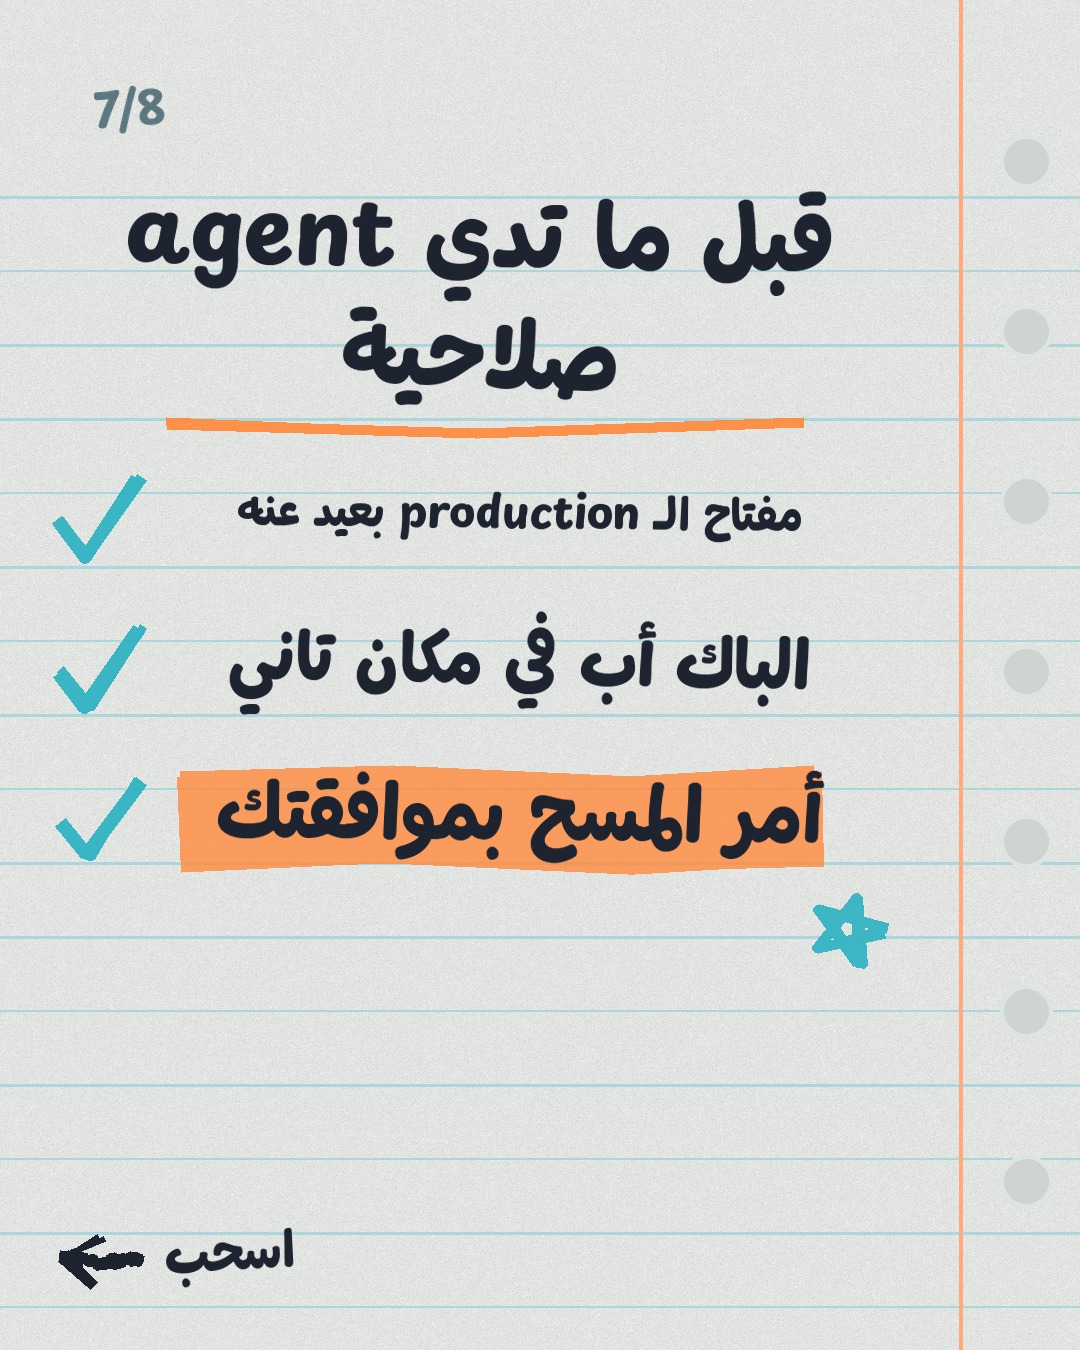 7/8
قبل ما تدي agent
صلاحية
مفتاح الـ production بعيد عنه
الباك أب في مكان تاني
أمر المسح بموافقتك
اسحب